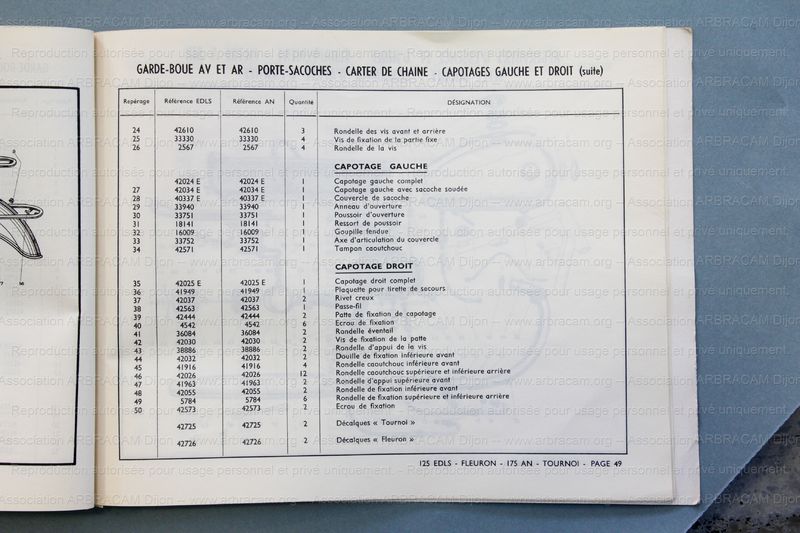 GARDE-BOUE AV ET AR - PORTE-SACOCHES - CARTER DE CHAINE - CAPOTAGES GAUCHE ET DROIT (suite)
Repérage Référence EDLS Référence AN Quantité DÉSIGNATION
24 42610 42610 3 Rondelle des vis avant et arrière
25 33330 33330 4 Vis de fixation de la partie fixe
26 2567 2567 4 Rondelle de la vis
CAPOTAGE GAUCHE
42024 E 42024 E 1 Capotage gauche complet
27 42034 E 42034 E 1 Capotage gauche avec sacoche soudée
28 40337 E 40337 E 1 Couvercle de sacoche
29 33940 33940 1 Anneau d'ouverture
30 33751 33751 1 Poussoir d'ouverture
31 18141 18141 1 Ressort de poussoir
32 16009 16009 1 Goupille fendue
33 33752 33752 1 Axe d'articulation du couvercle
34 42571 42571 1 Tampon caoutchouc
CAPOTAGE DROIT
35 42025 E 42025 E 1 Capotage droit complet
36 41949 41949 1 Plaquette pour tirette de secours
37 42037 42037 2 Rivet creux
38 42563 42563 1 Passe-fil
39 42444 42444 2 Patte de fixation de capotage
40 4542 4542 6 Ecrou de fixation
41 36084 36084 2 Rondelle éventail
42 42030 42030 2 Vis de fixation de la patte
43 38886 38886 2 Rondelle d'appui de la vis
44 42032 42032 2 Douille de fixation inférieure avant
45 41916 41916 4 Rondelle caoutchouc inférieure avant
46 42026 42026 12 Rondelle caoutchouc supérieure et inférieure arrière
47 41963 41963 2 Rondelle d'appui supérieure avant
48 42055 42055 2 Rondelle de fixation inférieure avant
49 5784 5784 6 Rondelle de fixation supérieure et inférieure arrière
50 42573 42573 2 Ecrou de fixation
42725 42725 2 Décalques « Tournoi »
42726 42726 2 Décalques « Fleuron »
125 EDLS - FLEURON - 175 AN - TOURNOI - PAGE 49
Association ARBRACAM Dijon -- www.arbracam.org -- Association ARBRACAM Dijon
Reproduction autorisée pour usage personnel et privé uniquement.